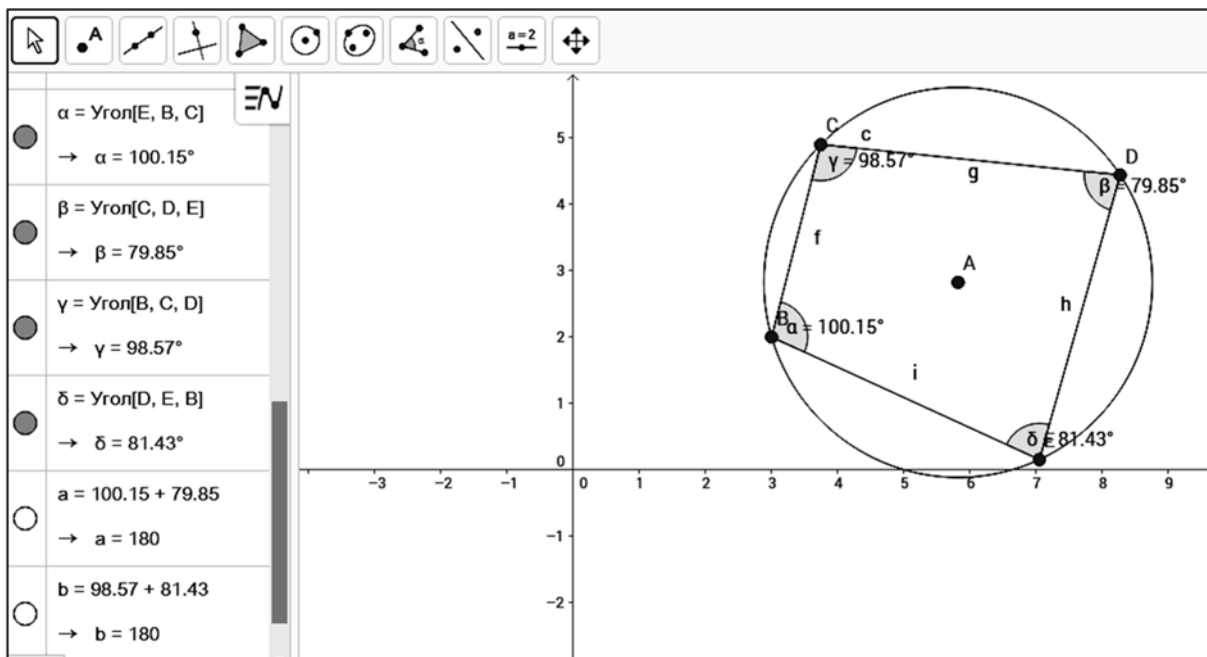 A
α
a = 2
α = Угол[E, B, C]
→ α = 100.15°
β = Угол[C, D, E]
→ β = 79.85°
γ = Угол[B, C, D]
→ γ = 98.57°
δ = Угол[D, E, B]
→ δ = 81.43°
a = 100.15 + 79.85
→ a = 180
b = 98.57 + 81.43
→ b = 180
C
c
D
γ = 98.57°
g
β = 79.85°
f
A
h
B
α = 100.15°
i
δ = 81.43°
E
5
4
3
2
1
0
−1
−2
−3
−2
−1
0
1
2
3
4
5
6
7
8
9